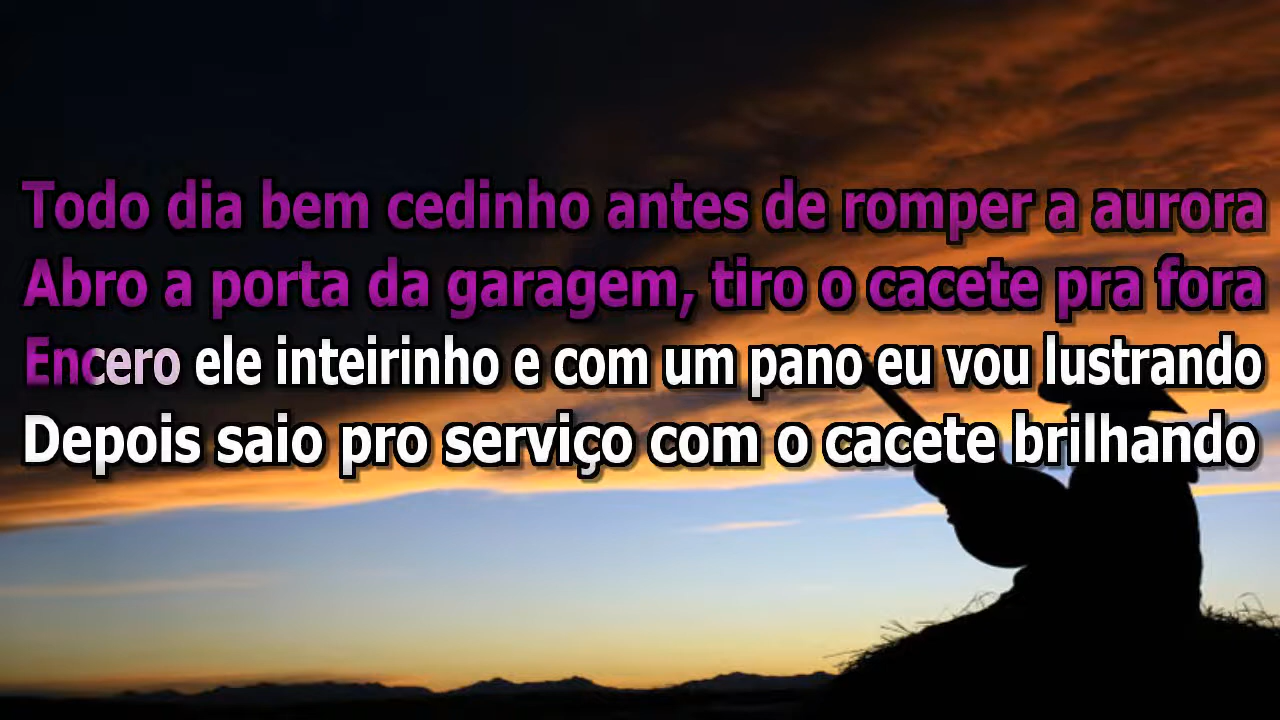 Todo dia bem cedinho antes de romper a aurora
Abro a porta da garagem, tiro o cacete pra fora
Encero ele inteirinho e com um pano eu vou lustrando
Depois saio pro serviço com o cacete brilhando